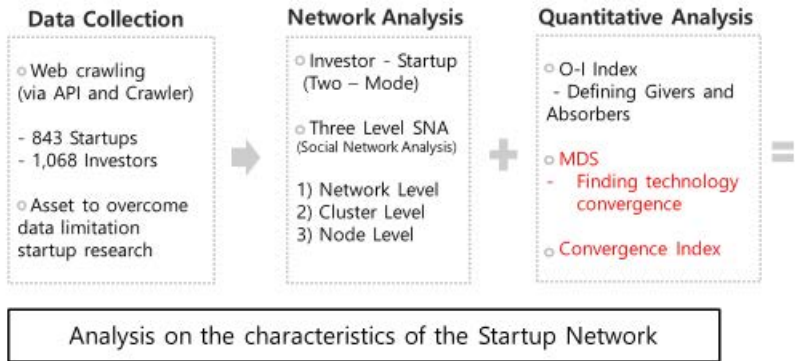 Data Collection
Web crawling
(via API and Crawler)
- 843 Startups
- 1,068 Investors
Asset to overcome
data limitation
startup research
Network Analysis
Investor - Startup
(Two – Mode)
Three Level SNA
(Social Network Analysis)
1) Network Level
2) Cluster Level
3) Node Level
Quantitative Analysis
O-I Index
- Defining Givers and
Absorbers
MDS
- Finding technology
convergence
Convergence Index
Analysis on the characteristics of the Startup Network